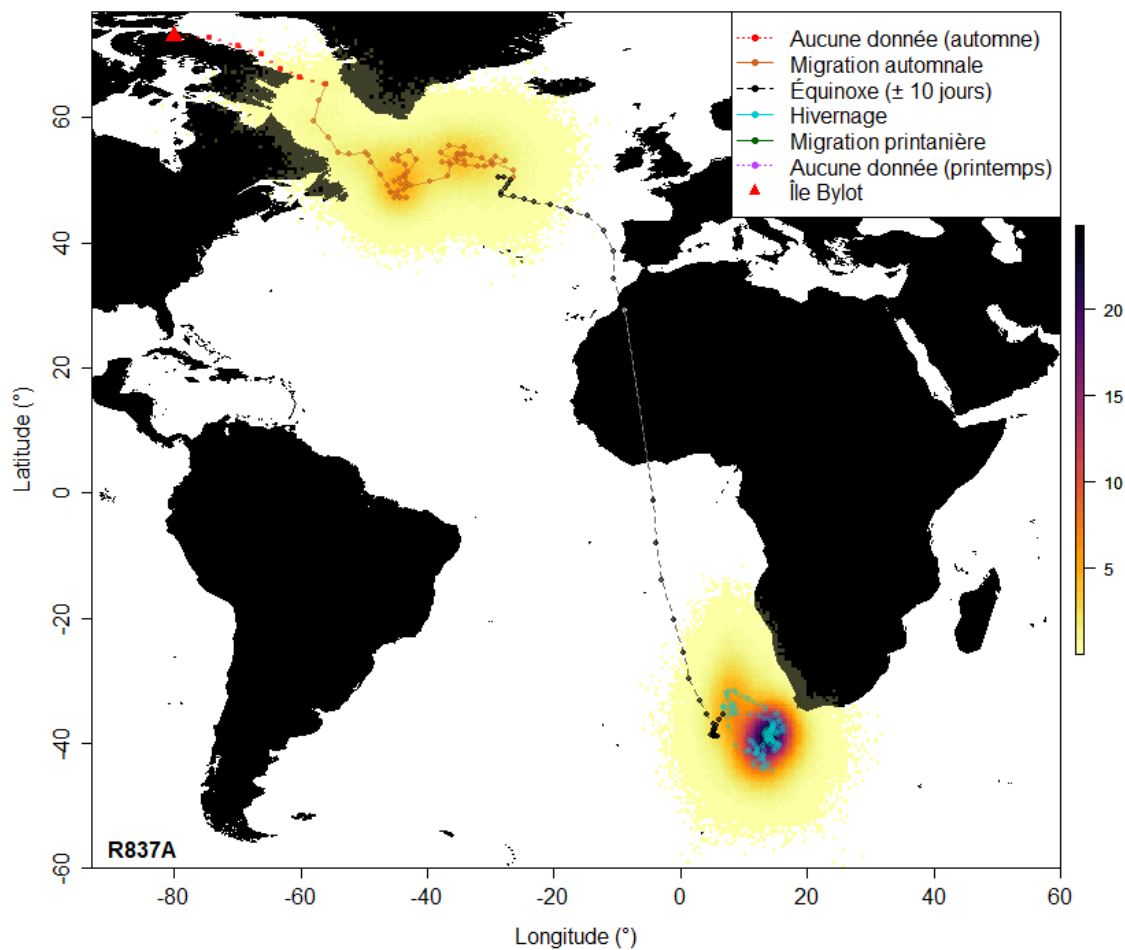 Aucune donnée (automne)
Migration automnale
Équinoxe (± 10 jours)
Hivernage
Migration printanière
Aucune donnée (printemps)
Île Bylot
60
40
20
0
-20
-40
-60
Latitude (°)
20
15
10
5
R837A
-80
-60
-40
-20
0
20
40
60
Longitude (°)